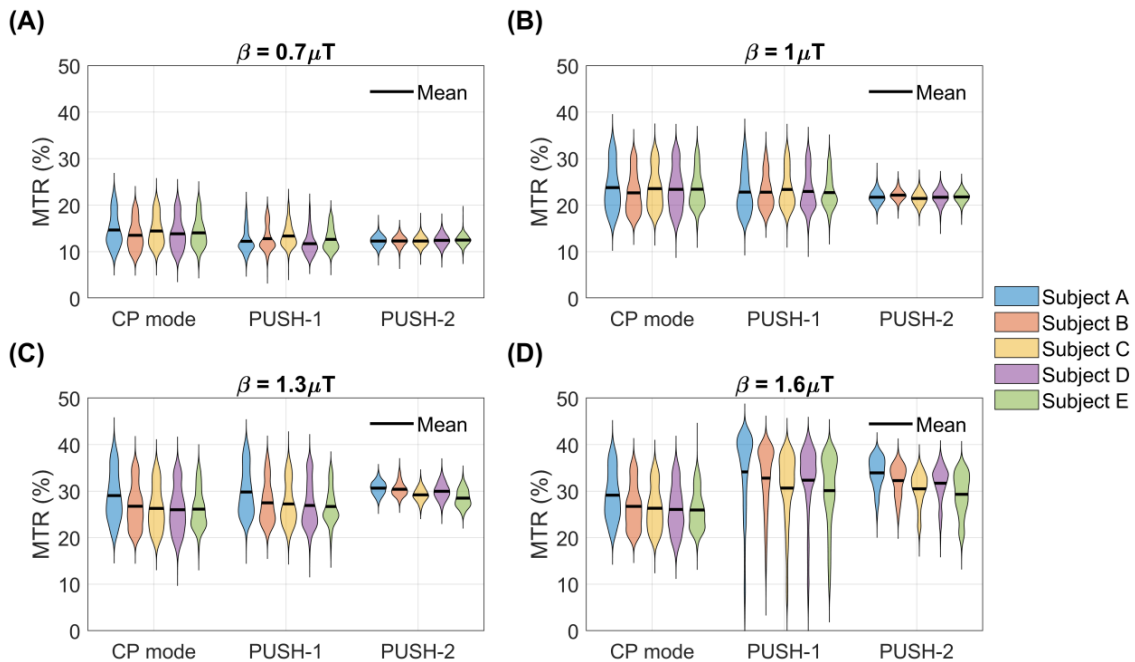 (A)
β = 0.7μT
50
40
30
20
10
0
MTR (%)
Mean
CP mode PUSH-1 PUSH-2
(B)
β = 1μT
50
40
30
20
10
0
MTR (%)
Mean
CP mode PUSH-1 PUSH-2
(C)
β = 1.3μT
50
40
30
20
10
0
MTR (%)
Mean
CP mode PUSH-1 PUSH-2
(D)
β = 1.6μT
50
40
30
20
10
0
MTR (%)
Mean
CP mode PUSH-1 PUSH-2
Subject A
Subject B
Subject C
Subject D
Subject E